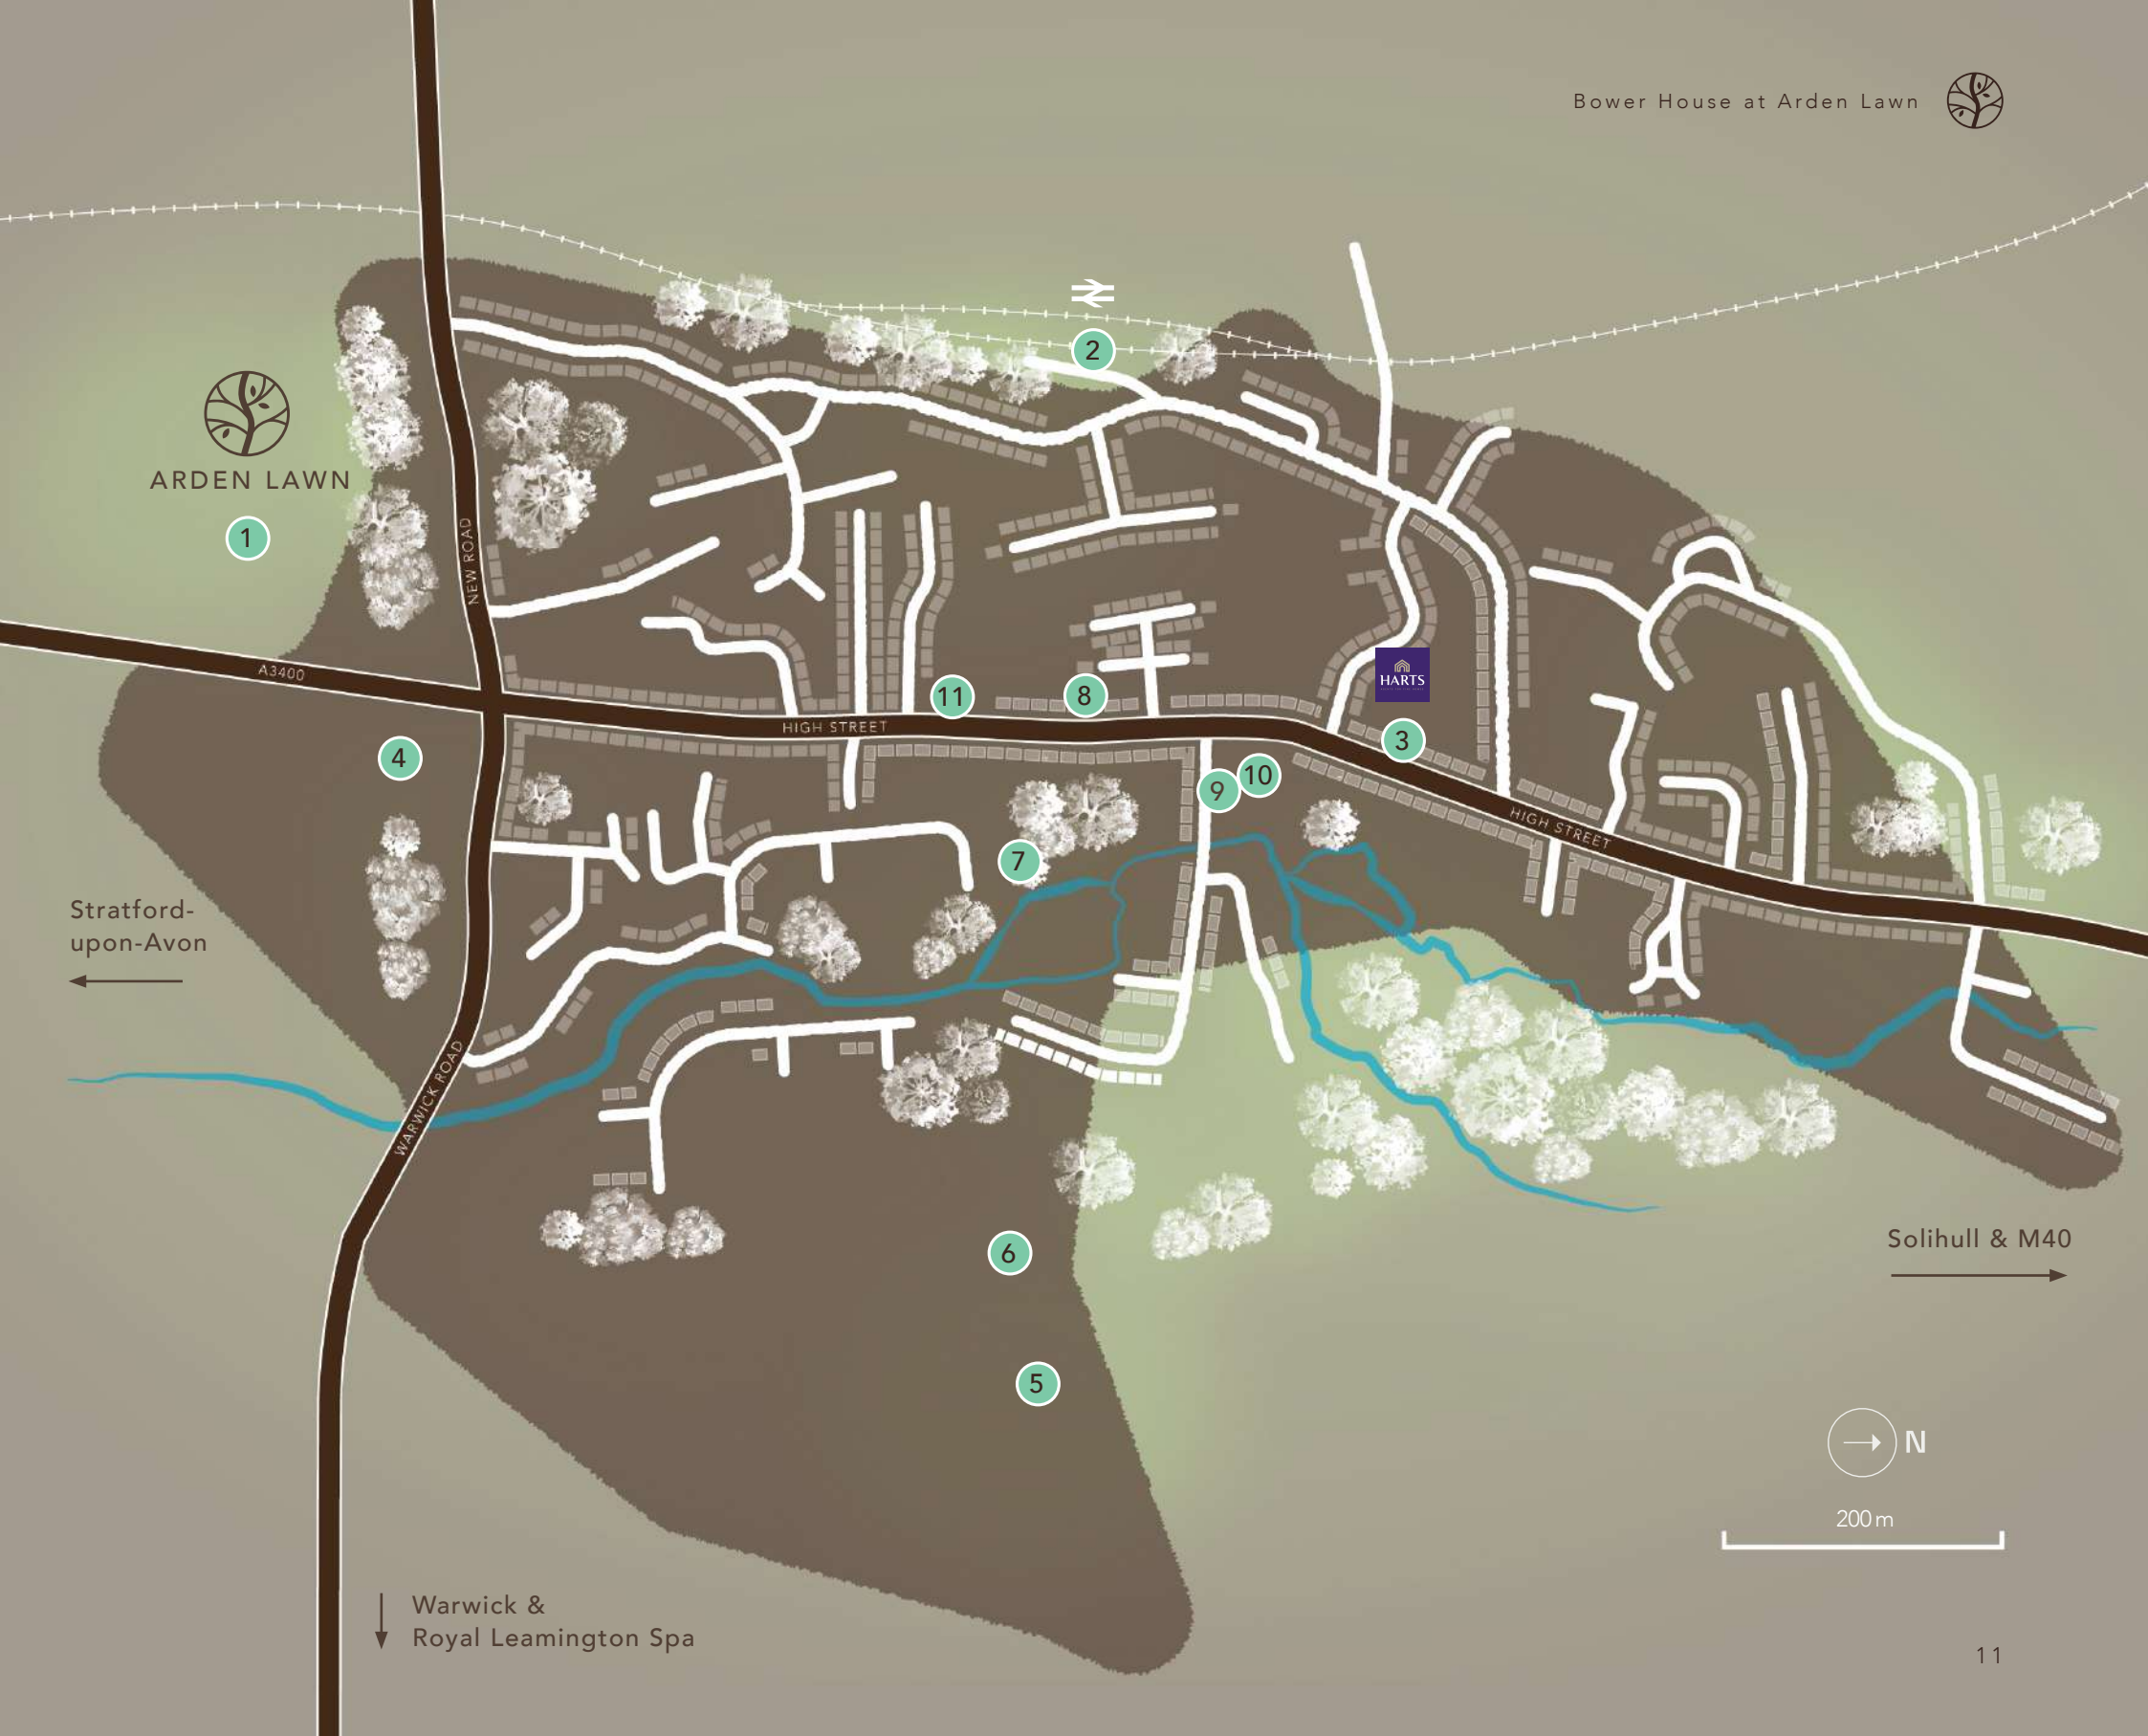 Bower House at Arden Lawn
2
ARDEN LAWN
1
NEW ROAD
A3400
HARTS
11
8
HIGH STREET
3
4
10
9
HIGH STREET
7
Stratford-
upon-Avon
WARWICK ROAD
6
Solihull & M40
5
N
200 m
Warwick &
Royal Leamington Spa
11